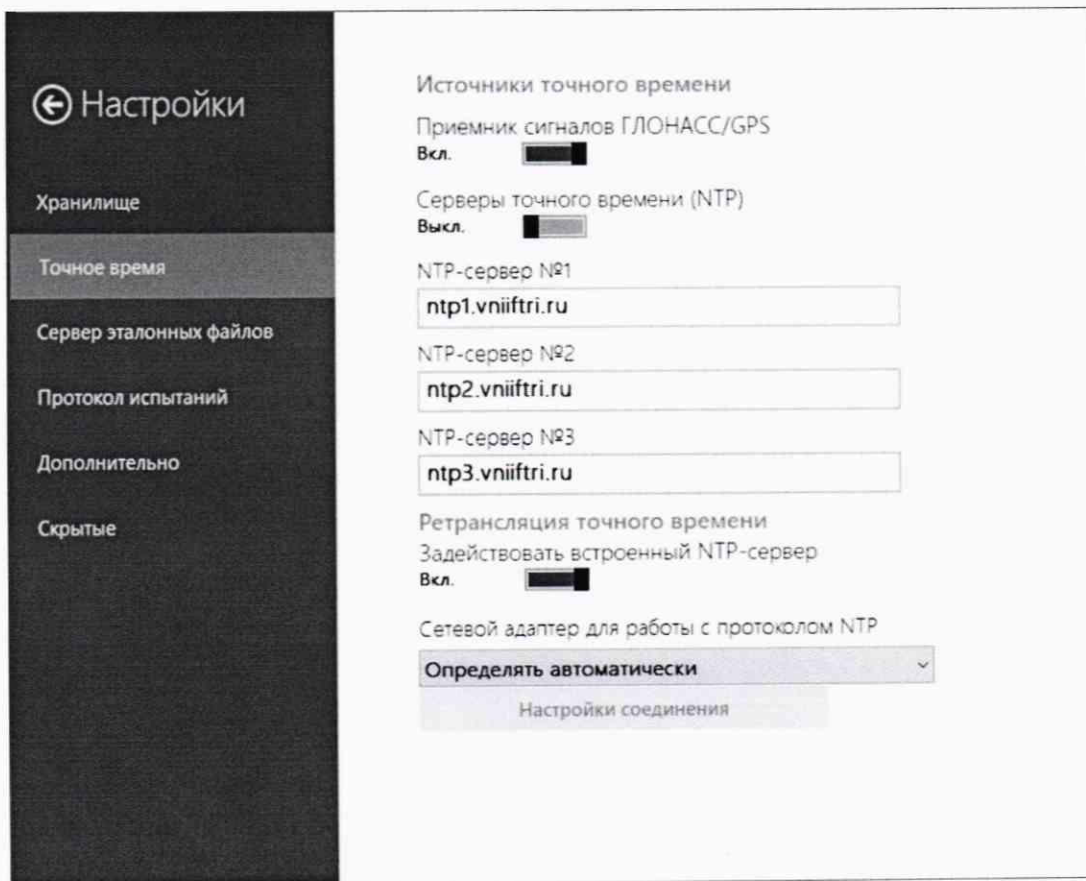 Настройки
Хранилище
Точное время
Сервер эталонных файлов
Протокол испытаний
Дополнительно
Скрытые
Источники точного времени
Приемник сигналов ГЛОНАСС/GPS
Вкл.
Серверы точного времени (NTP)
Выкл.
NTP-сервер №1
ntp1.vniiftri.ru
NTP-сервер №2
ntp2.vniiftri.ru
NTP-сервер №3
ntp3.vniiftri.ru
Ретрансляция точного времени
Задействовать встроенный NTP-сервер
Вкл.
Сетевой адаптер для работы с протоколом NTP
Определять автоматически
Настройки соединения